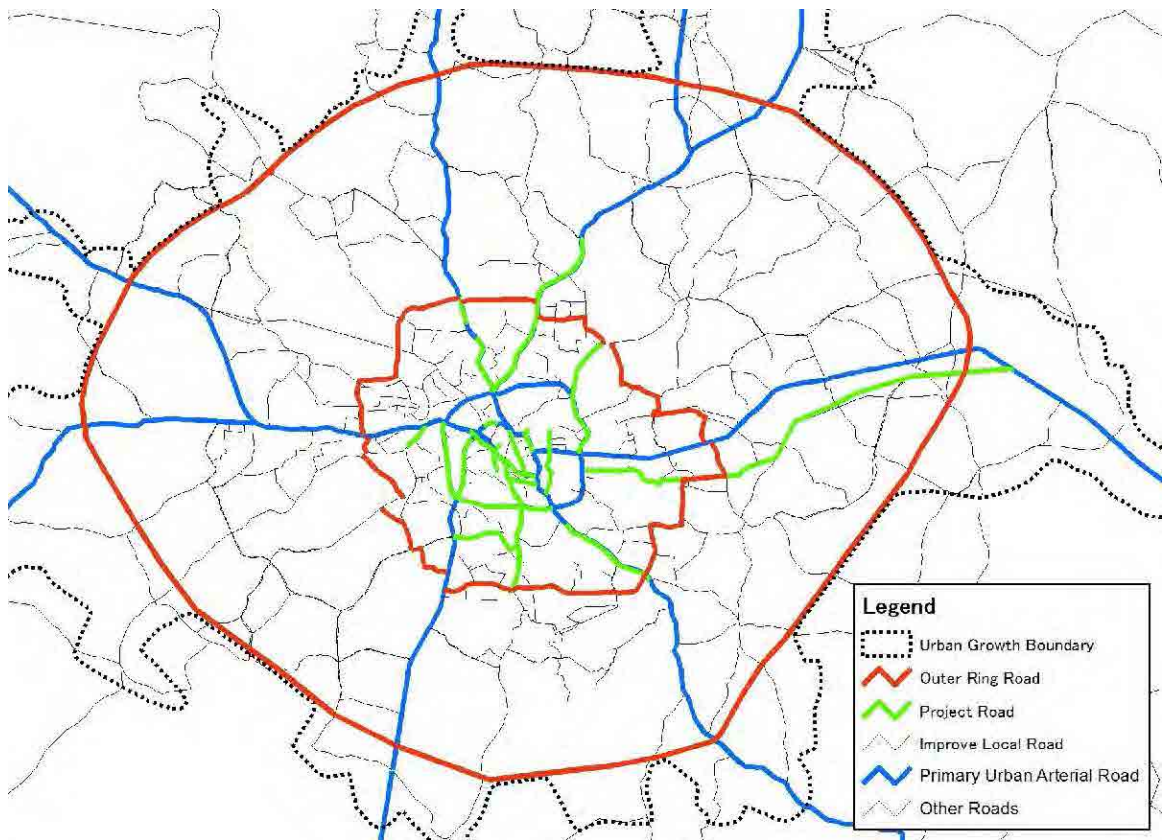 Legend
Urban Growth Boundary
Outer Ring Road
Project Road
Improve Local Road
Primary Urban Arterial Road
Other Roads